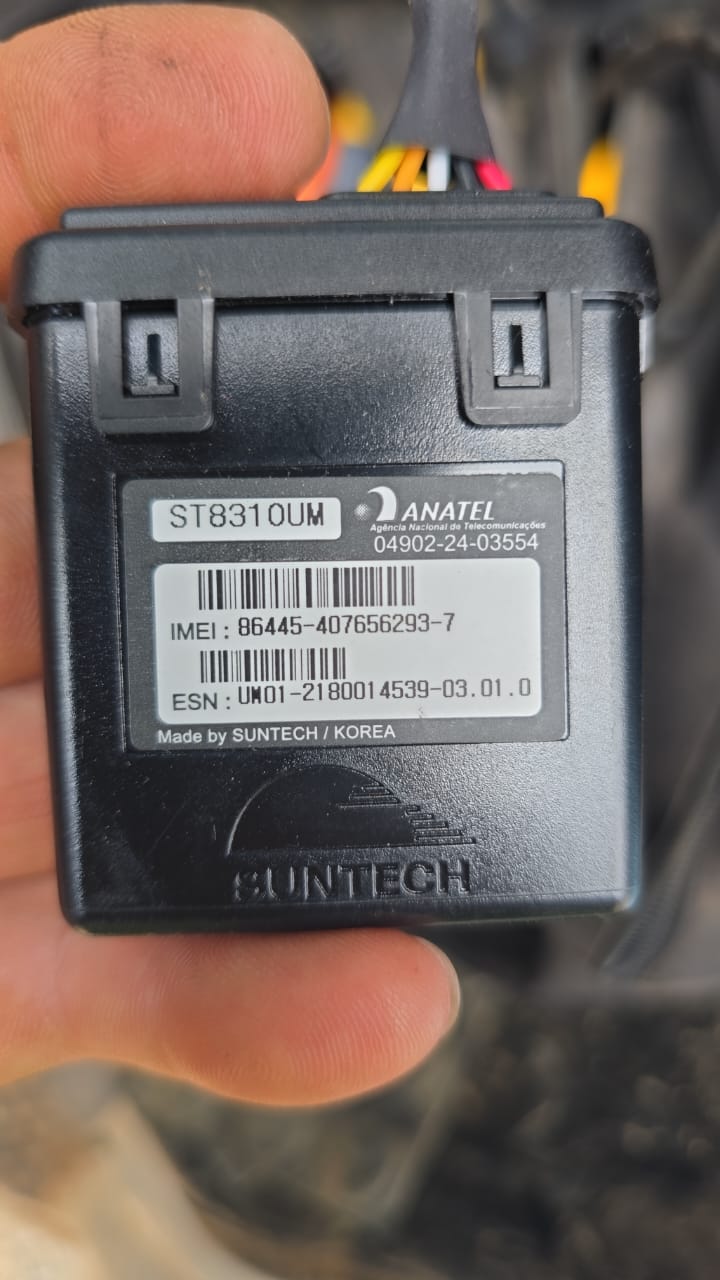 ST8310UM
ANATEL
Agência Nacional de Telecomunicações
04902-24-03554
IMEI : 86445-407656293-7
ESN : UM01-2180014539-03.01.0
Made by SUNTECH / KOREA
SUNTECH